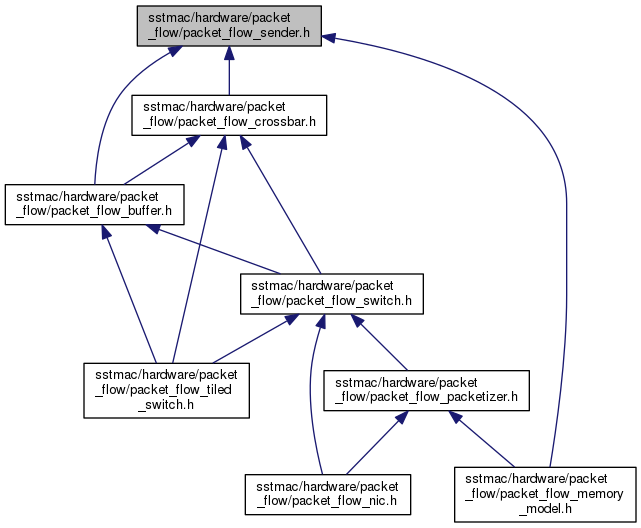 sstmac/hardware/packet
_flow/packet_flow_sender.h
sstmac/hardware/packet
_flow/packet_flow_crossbar.h
sstmac/hardware/packet
_flow/packet_flow_buffer.h
sstmac/hardware/packet
_flow/packet_flow_switch.h
sstmac/hardware/packet
_flow/packet_flow_tiled
_switch.h
sstmac/hardware/packet
_flow/packet_flow_packetizer.h
sstmac/hardware/packet
_flow/packet_flow_nic.h
sstmac/hardware/packet
_flow/packet_flow_memory
_model.h